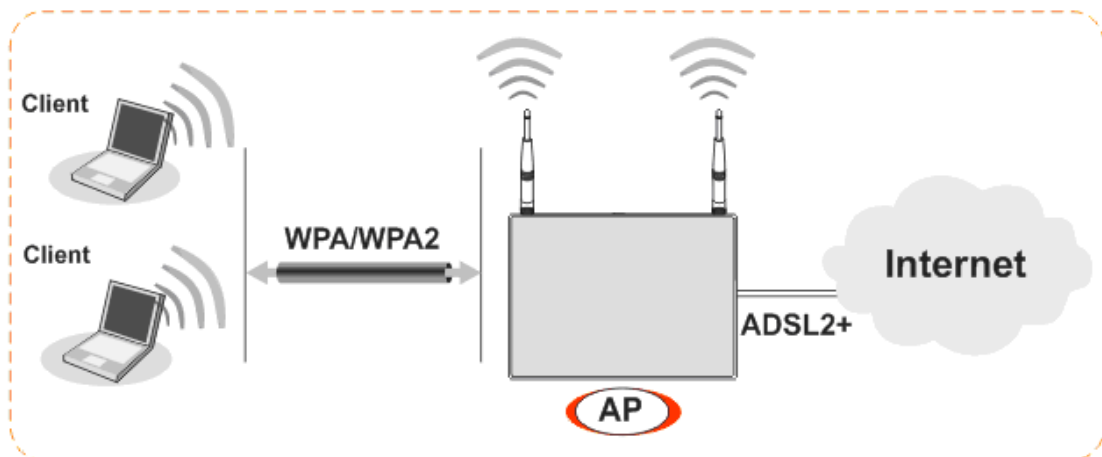 Client
Client
WPA/WPA2
Internet
ADSL2+
AP